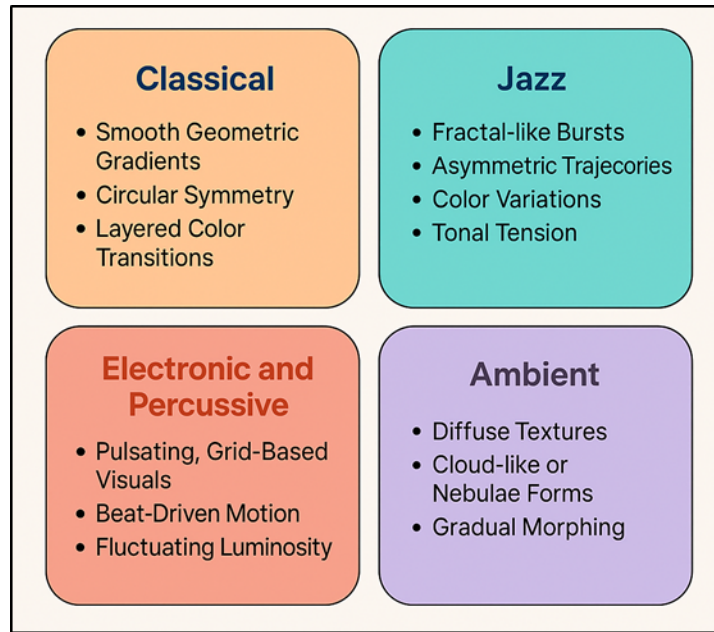 Classical
• Smooth Geometric
Gradients
• Circular Symmetry
• Layered Color
Transitions
Jazz
• Fractal-like Bursts
• Asymmetric Trajecories
• Color Variations
• Tonal Tension
Electronic and
Percussive
• Pulsating, Grid-Based
Visuals
• Beat-Driven Motion
• Fluctuating Luminosity
Ambient
• Diffuse Textures
• Cloud-like or
Nebulae Forms
• Gradual Morphing